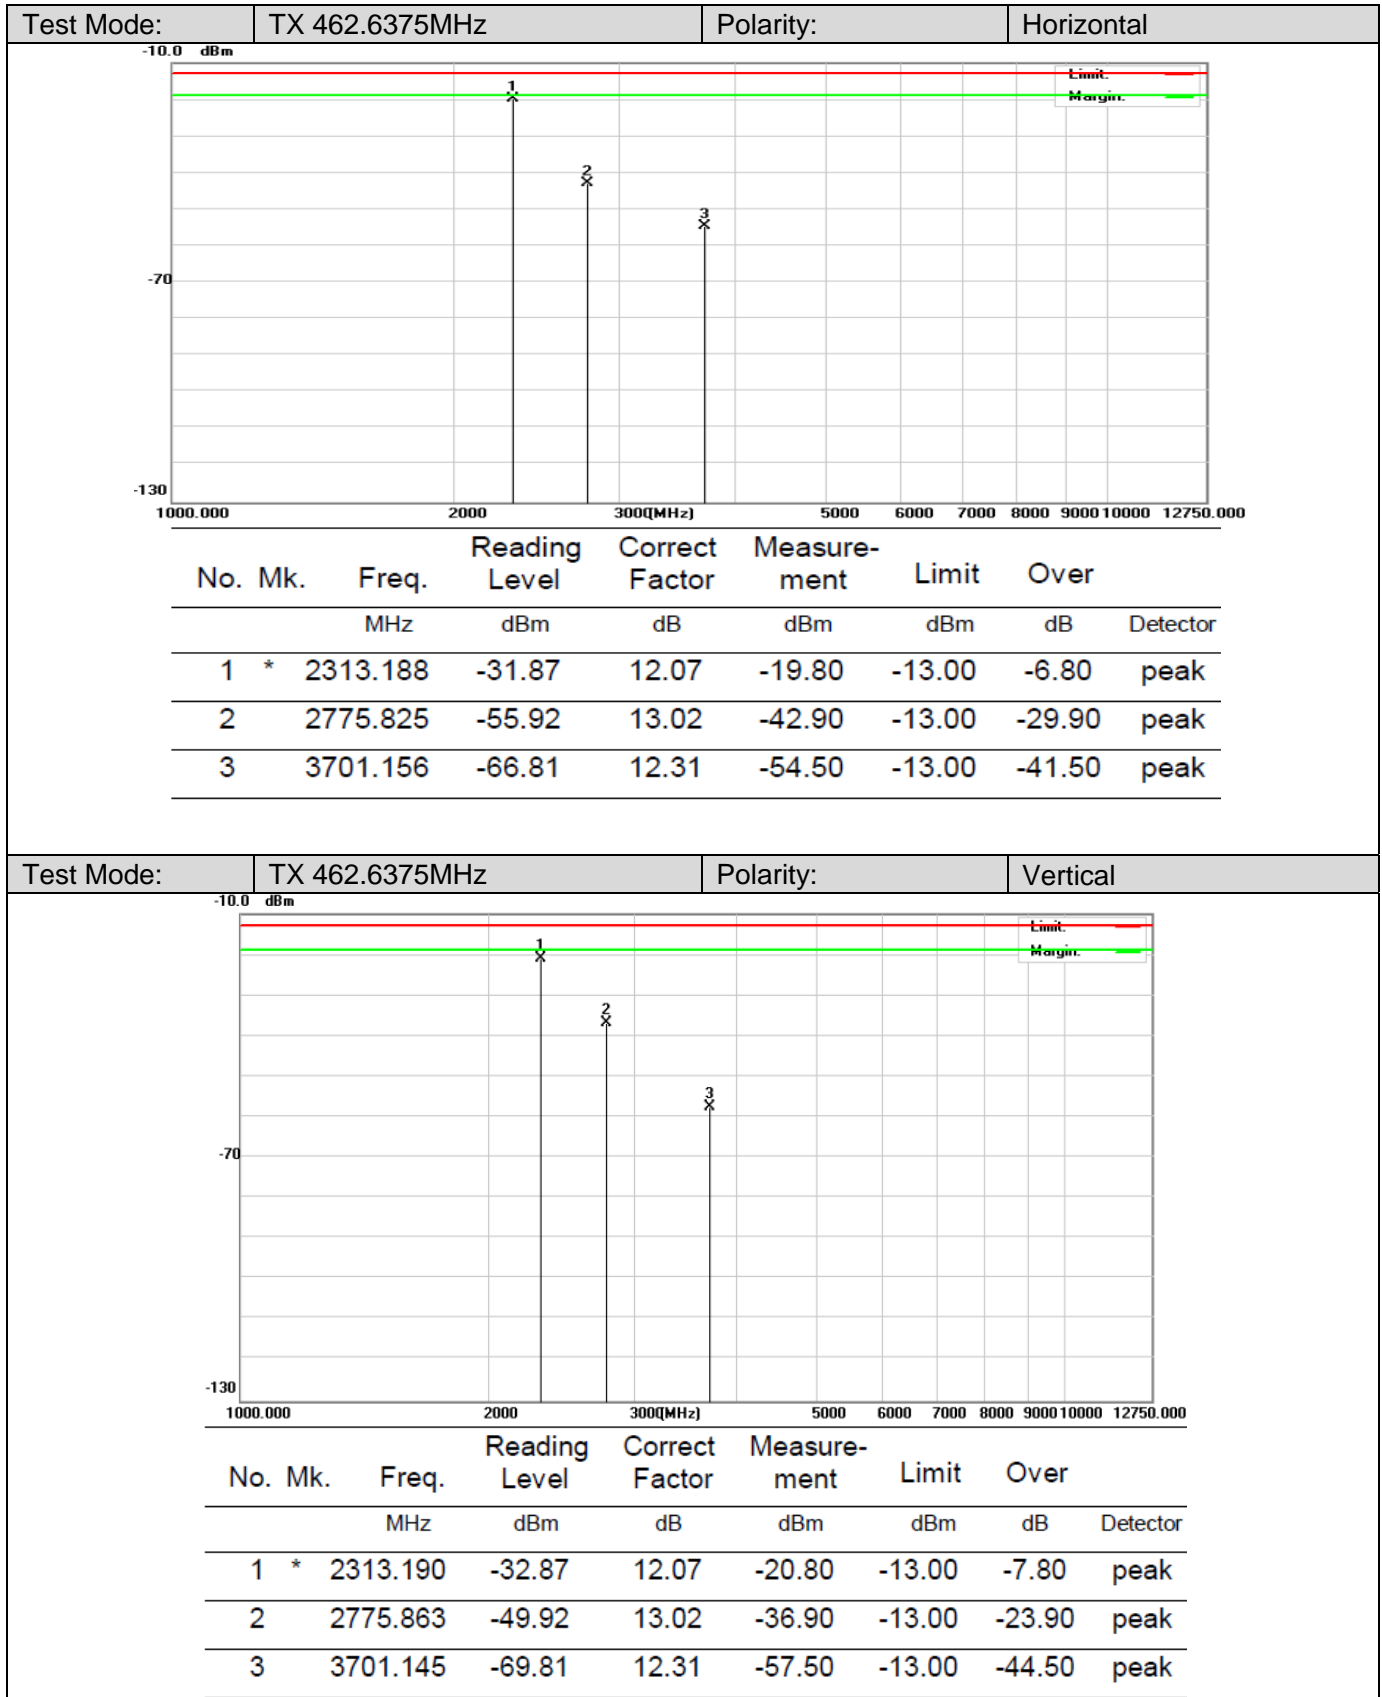 Test Mode: TX 462.6375MHz Polarity: Horizontal
-10.0 dBm
Limit:
Margin:
1
2
3
-70
-130
1000.000 2000 3000 (MHz) 5000 6000 7000 8000 9000 10000 12750.000
Reading Correct Measure-
No. Mk. Freq. Level Factor ment Limit Over
MHz dBm dB dBm dBm dB Detector
1 * 2313.188 -31.87 12.07 -19.80 -13.00 -6.80 peak
2 2775.825 -55.92 13.02 -42.90 -13.00 -29.90 peak
3 3701.156 -66.81 12.31 -54.50 -13.00 -41.50 peak
Test Mode: TX 462.6375MHz Polarity: Vertical
-10.0 dBm
Limit:
Margin:
1
2
3
-70
-130
1000.000 2000 3000 (MHz) 5000 6000 7000 8000 9000 10000 12750.000
Reading Correct Measure-
No. Mk. Freq. Level Factor ment Limit Over
MHz dBm dB dBm dBm dB Detector
1 * 2313.190 -32.87 12.07 -20.80 -13.00 -7.80 peak
2 2775.863 -49.92 13.02 -36.90 -13.00 -23.90 peak
3 3701.145 -69.81 12.31 -57.50 -13.00 -44.50 peak